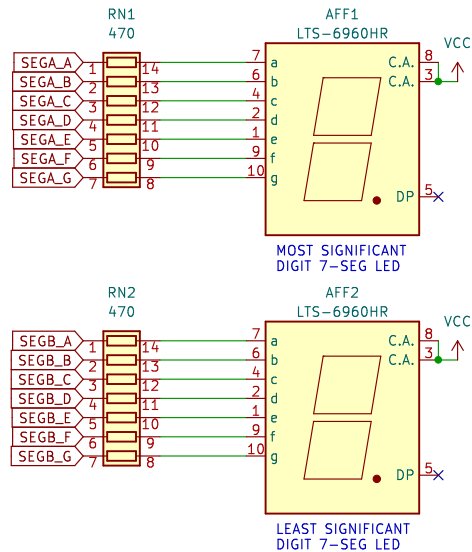 RN1
470
AFF1
LTS-6960HR
VCC
SEGA_A 1 14 7 a C.A. 8
SEGA_B 2 13 6 b C.A. 3
SEGA_C 3 12 4 c
SEGA_D 4 11 2 d
SEGA_E 5 10 1 e
SEGA_F 6 9 9 f
SEGA_G 7 8 10 g
DP 5
MOST SIGNIFICANT
DIGIT 7-SEG LED
RN2
470
AFF2
LTS-6960HR
VCC
SEGB_A 1 14 7 a C.A. 8
SEGB_B 2 13 6 b C.A. 3
SEGB_C 3 12 4 c
SEGB_D 4 11 2 d
SEGB_E 5 10 1 e
SEGB_F 6 9 9 f
SEGB_G 7 8 10 g
DP 5
LEAST SIGNIFICANT
DIGIT 7-SEG LED